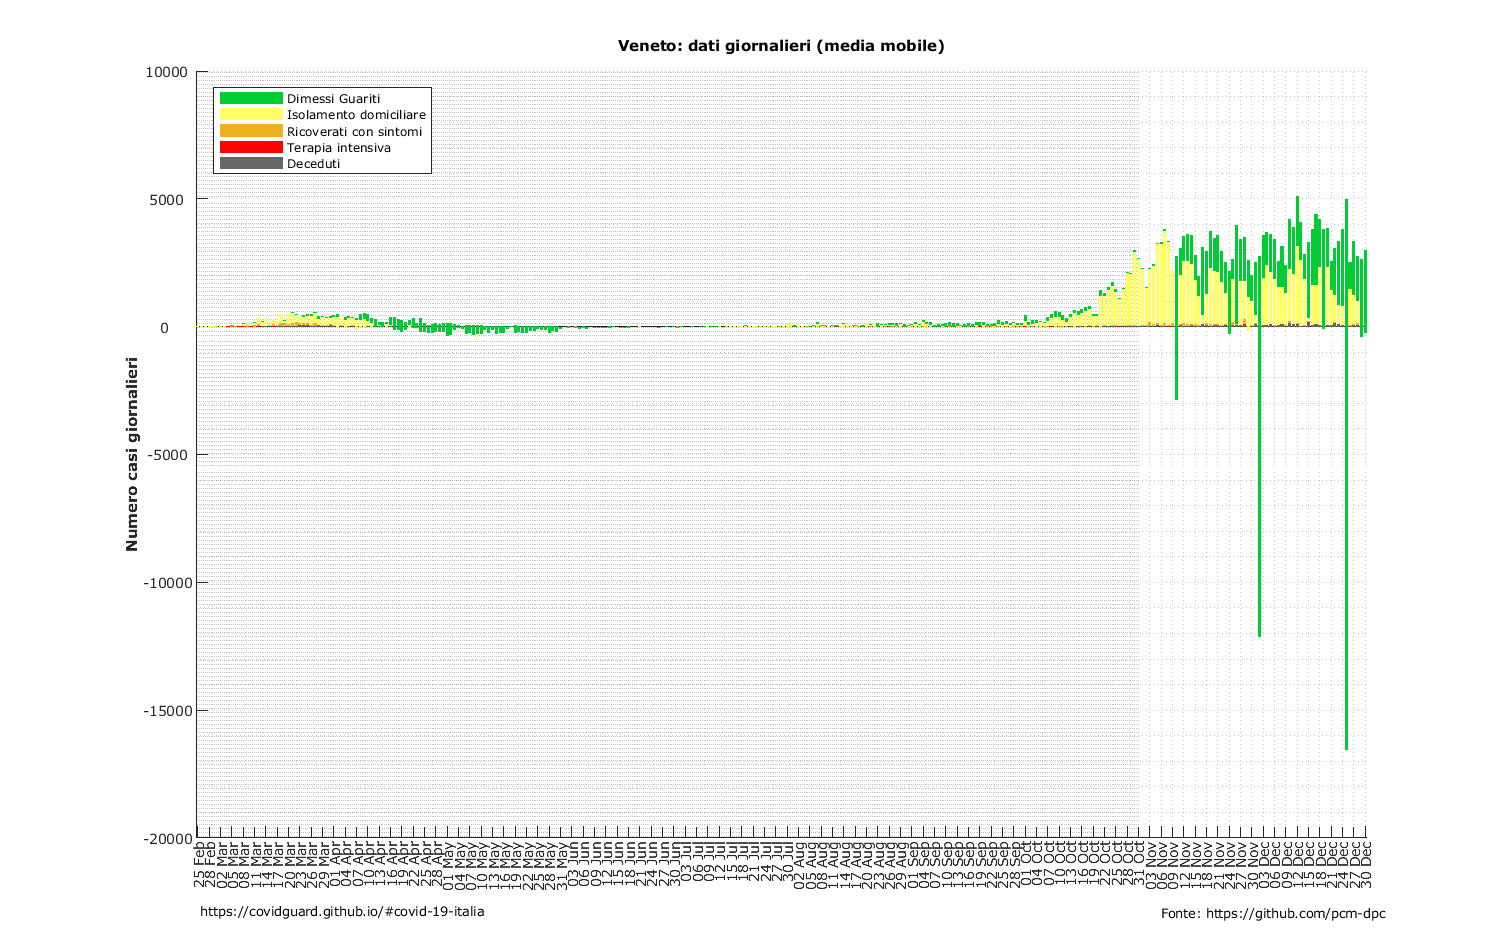 Veneto: dati giornalieri (media mobile)
10000
5000
0
-5000
-10000
-15000
-20000
Numero casi giornalieri
Dimessi Guariti
Isolamento domiciliare
Ricoverati con sintomi
Terapia intensiva
Deceduti
25 Feb
28 Feb
02 Mar
05 Mar
08 Mar
11 Mar
14 Mar
17 Mar
20 Mar
23 Mar
26 Mar
29 Mar
01 Apr
04 Apr
07 Apr
10 Apr
13 Apr
16 Apr
19 Apr
22 Apr
25 Apr
28 Apr
01 May
04 May
07 May
10 May
13 May
16 May
19 May
22 May
25 May
28 May
31 May
03 Jun
06 Jun
09 Jun
12 Jun
15 Jun
18 Jun
21 Jun
24 Jun
27 Jun
30 Jun
03 Jul
06 Jul
09 Jul
12 Jul
15 Jul
18 Jul
21 Jul
24 Jul
27 Jul
30 Jul
02 Aug
05 Aug
08 Aug
11 Aug
14 Aug
17 Aug
20 Aug
23 Aug
26 Aug
29 Aug
01 Sep
04 Sep
07 Sep
10 Sep
13 Sep
16 Sep
19 Sep
22 Sep
25 Sep
28 Sep
01 Oct
04 Oct
07 Oct
10 Oct
13 Oct
16 Oct
19 Oct
22 Oct
25 Oct
28 Oct
31 Oct
03 Nov
06 Nov
09 Nov
12 Nov
15 Nov
18 Nov
21 Nov
24 Nov
27 Nov
30 Nov
03 Dec
06 Dec
09 Dec
12 Dec
15 Dec
18 Dec
21 Dec
24 Dec
27 Dec
30 Dec
https://covidguard.github.io/#covid-19-italia
Fonte: https://github.com/pcm-dpc